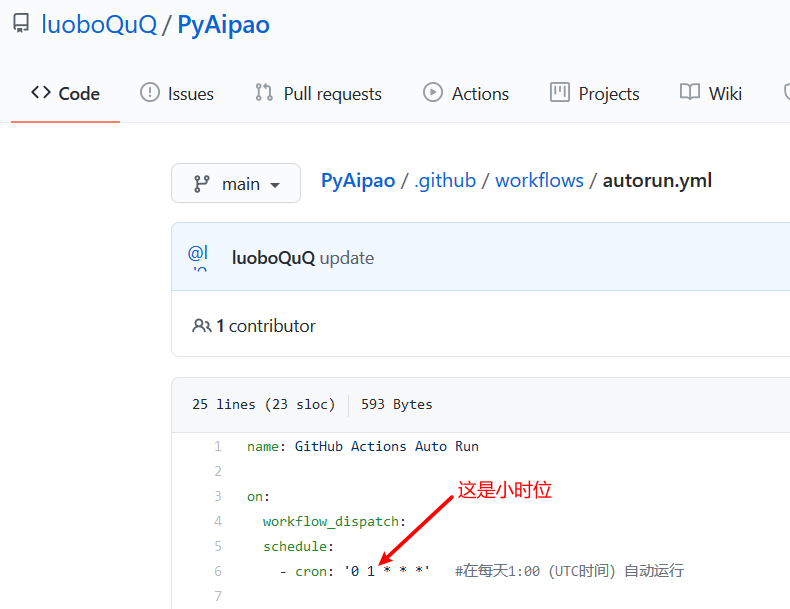 luoboQuQ / PyAipao
Code Issues Pull requests Actions Projects Wiki
main PyAipao / .github / workflows / autorun.yml
@l luoboQuQ update
1 contributor
25 lines (23 sloc) 593 Bytes
1 name: GitHub Actions Auto Run
2
3 on:
这是小时位
4 workflow_dispatch:
5 schedule:
6 - cron: '0 1 * * *' #在每天1:00 (UTC时间) 自动运行
7